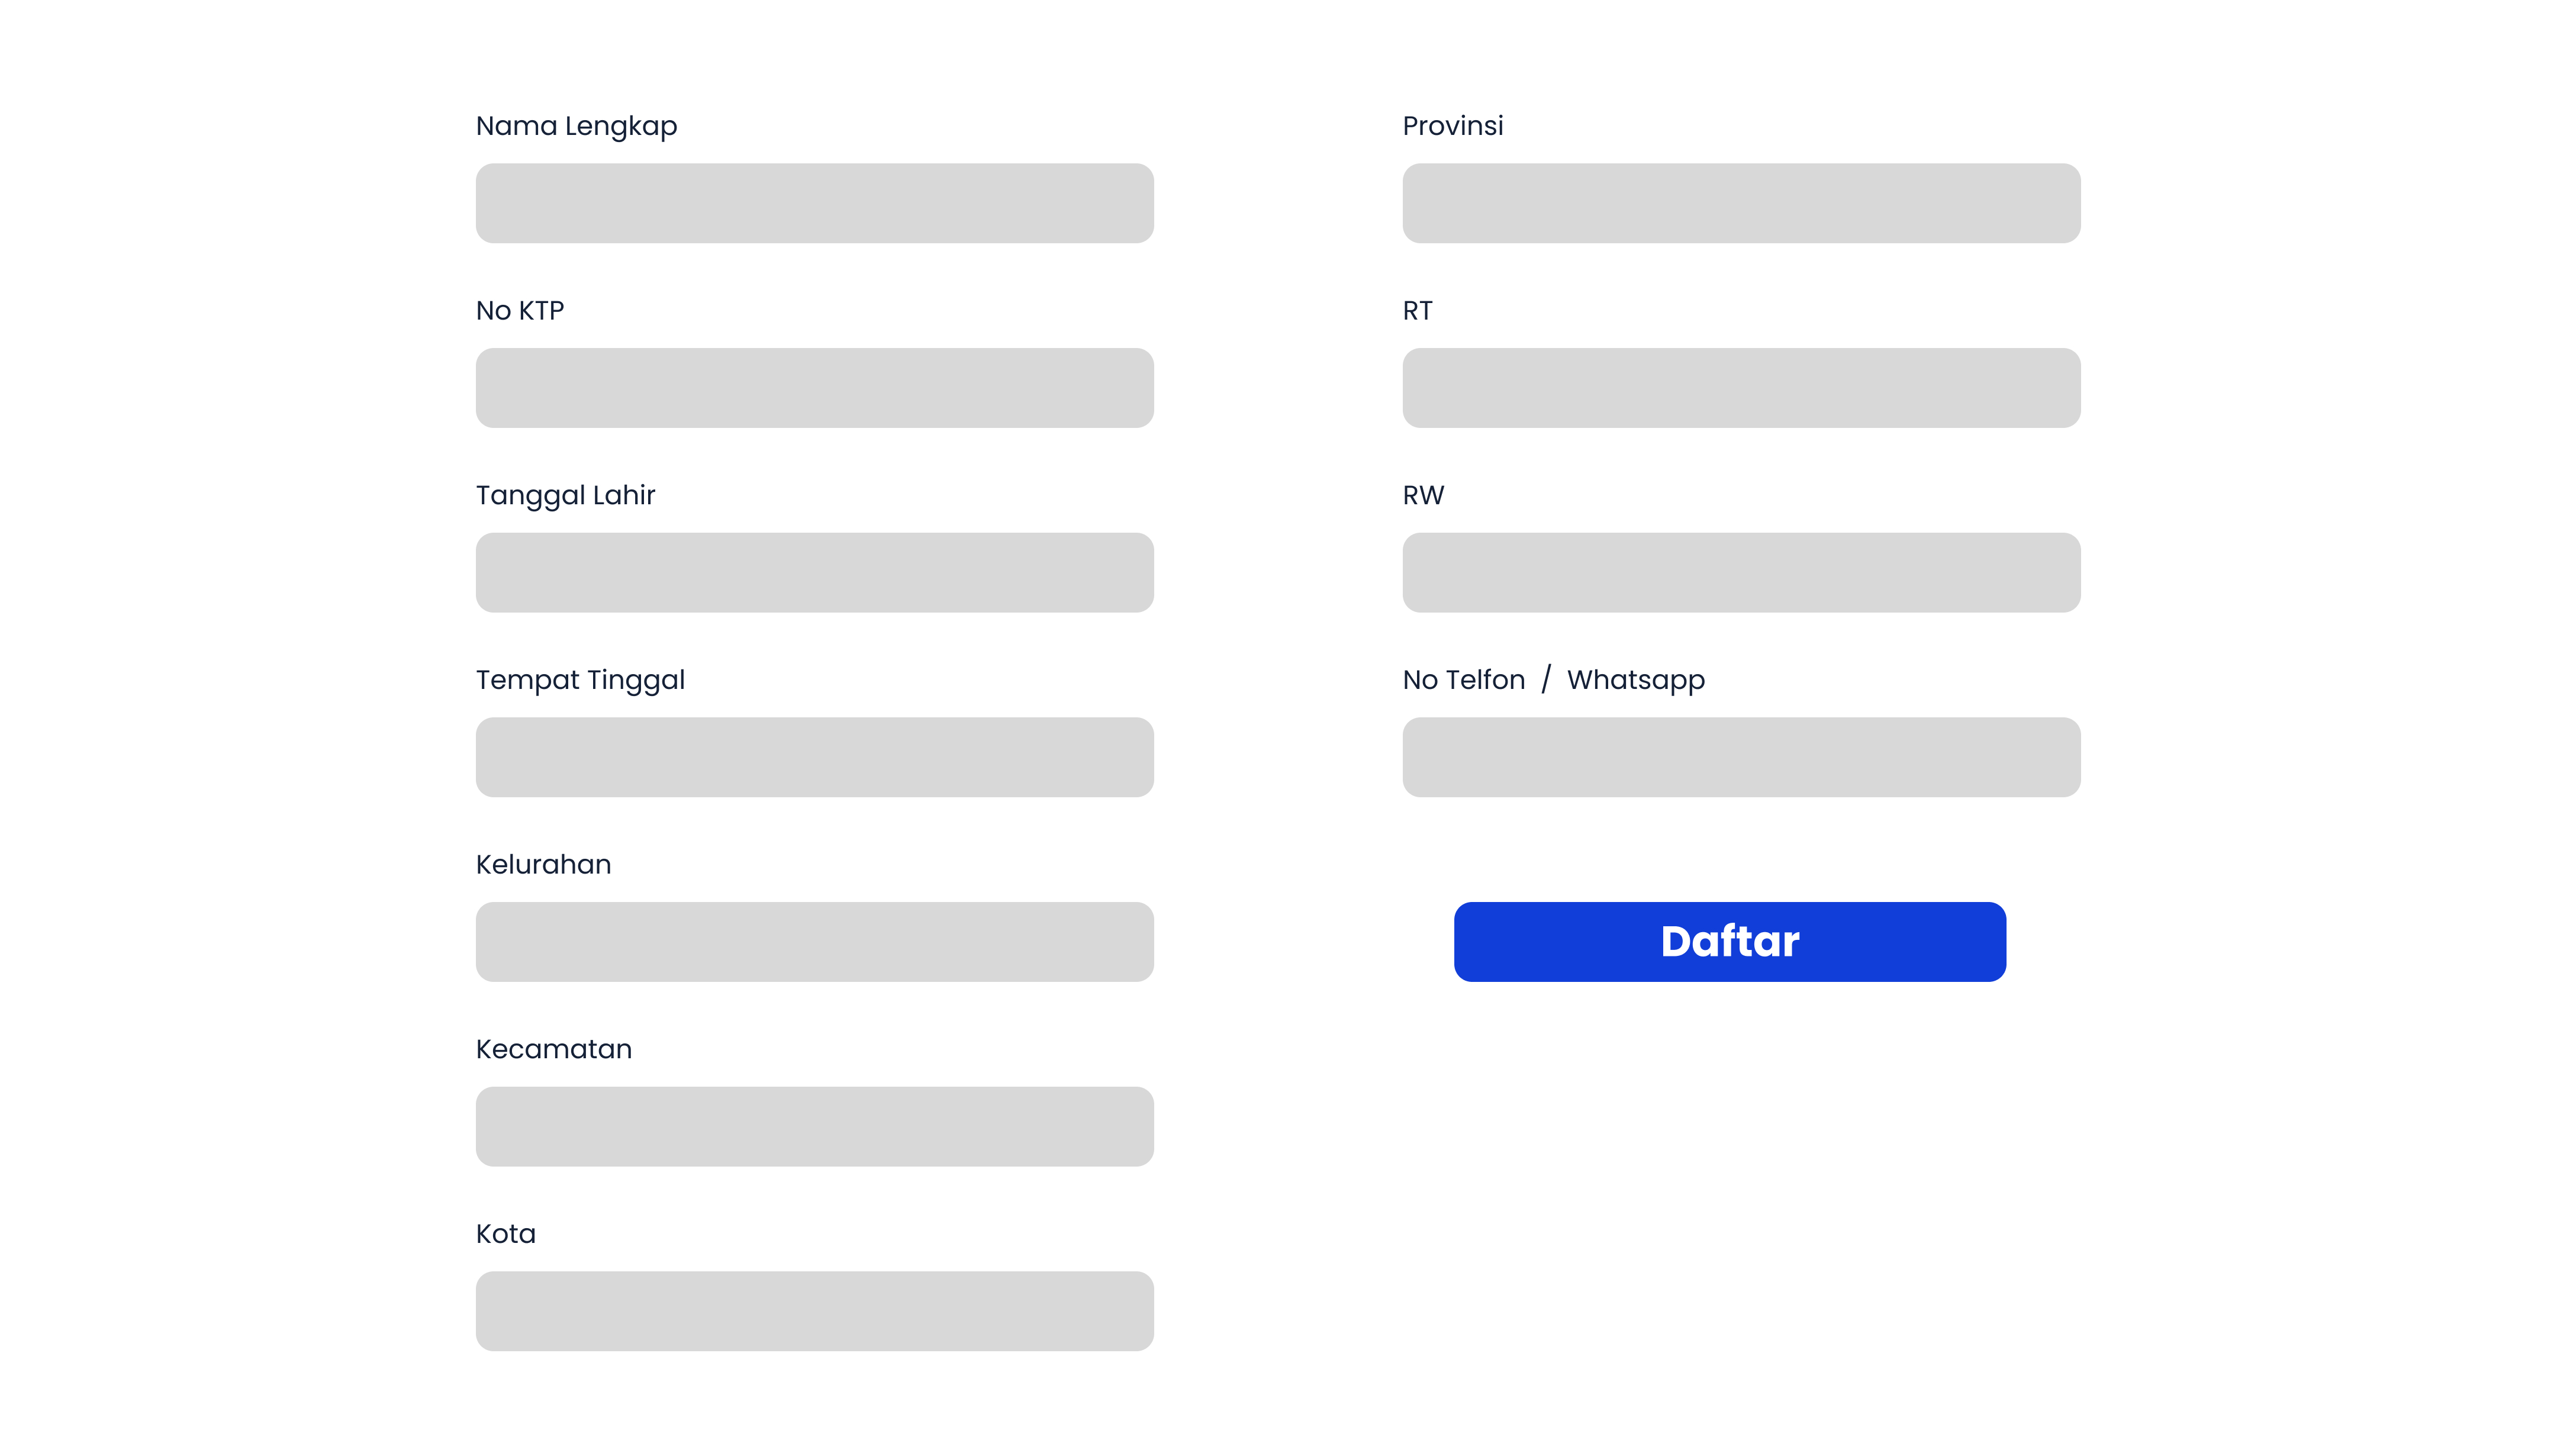 Nama Lengkap
No KTP
Tanggal Lahir
Tempat Tinggal
Kelurahan
Kecamatan
Kota
Provinsi
RT
RW
No Telfon / Whatsapp
Daftar